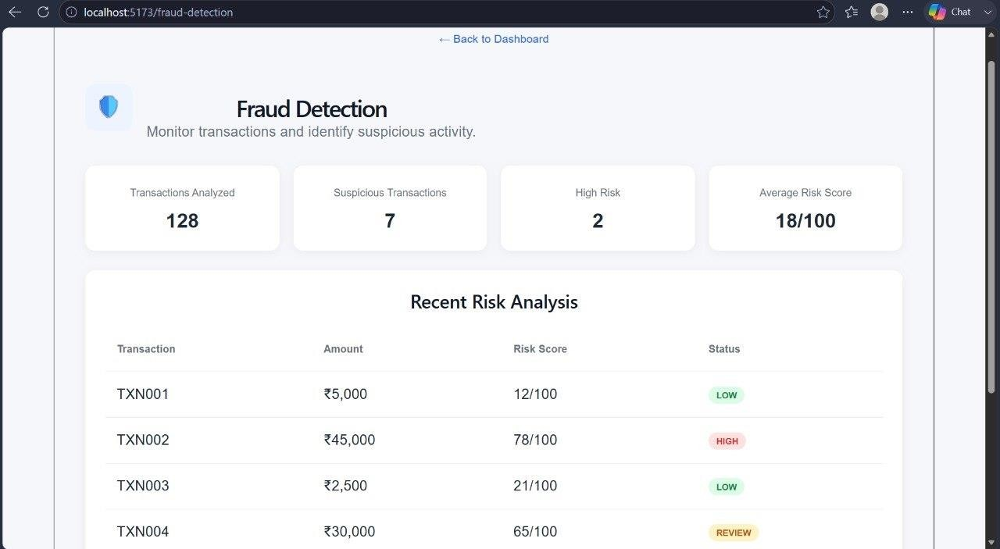 localhost:5173/fraud-detection
Chat
← Back to Dashboard
Fraud Detection
Monitor transactions and identify suspicious activity.
Transactions Analyzed
128
Suspicious Transactions
7
High Risk
2
Average Risk Score
18/100
Recent Risk Analysis
Transaction Amount Risk Score Status
TXN001 ₹5,000 12/100 LOW
TXN002 ₹45,000 78/100 HIGH
TXN003 ₹2,500 21/100 LOW
TXN004 ₹30,000 65/100 REVIEW